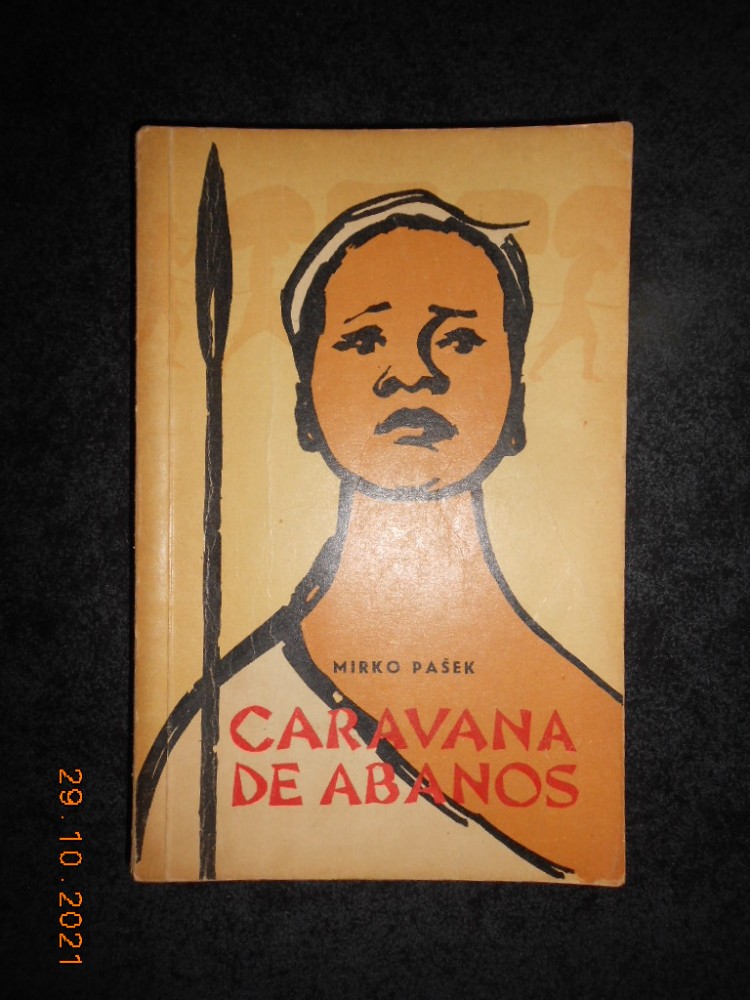 MIRKO PAŠEK
CARAVANA
DE ABANOS
29.10.2021